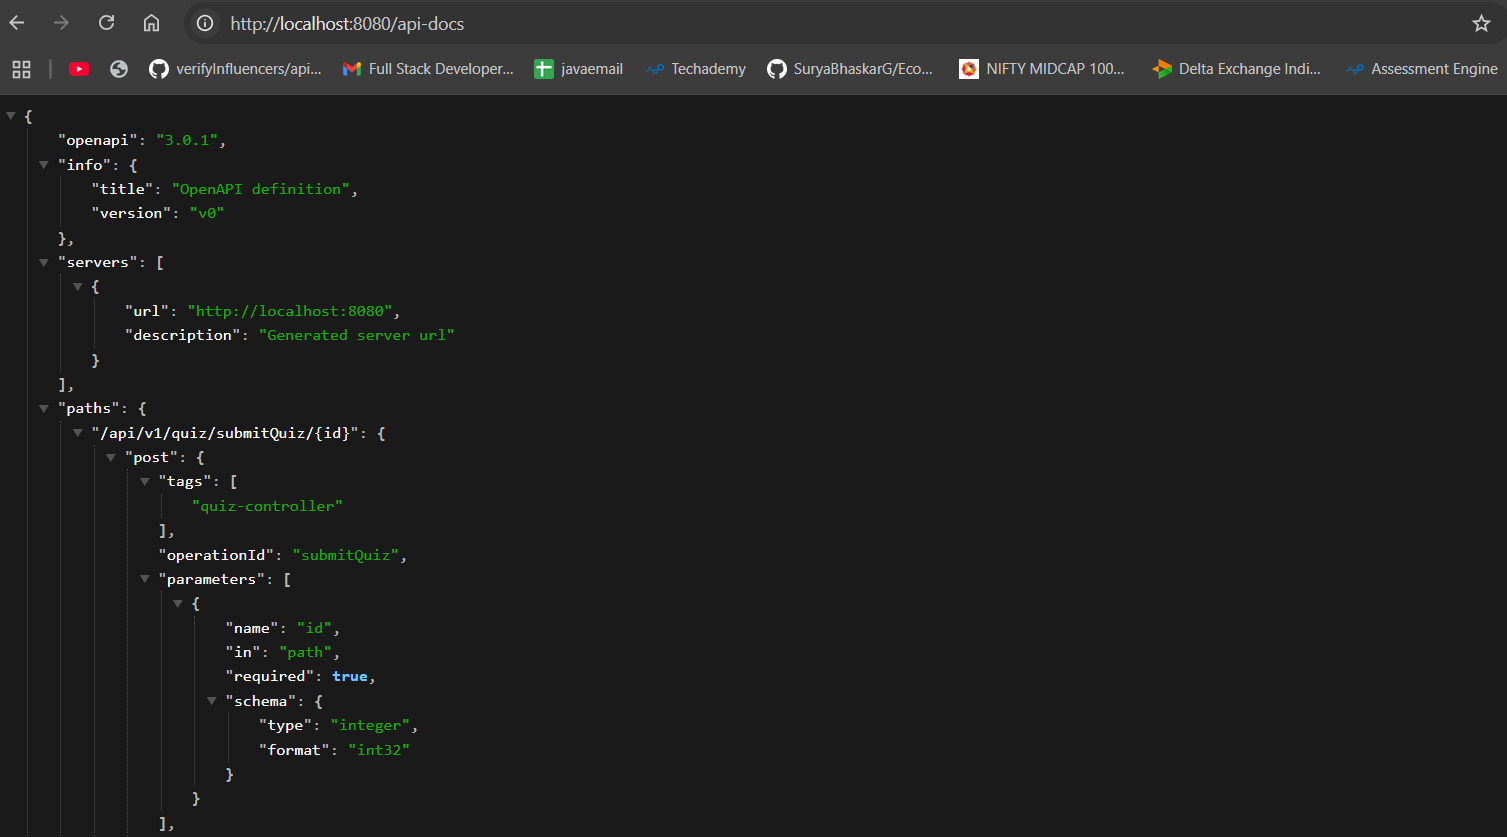 http://localhost:8080/api-docs
verifyInfluencers/api...
Full Stack Developer...
javaemail
Techademy
SuryaBhaskarG/Eco...
NIFTY MIDCAP 100...
Delta Exchange Indi...
Assessment Engine
{
"openapi": "3.0.1",
"info": {
"title": "OpenAPI definition",
"version": "v0"
},
"servers": [
{
"url": "http://localhost:8080",
"description": "Generated server url"
}
],
"paths": {
"/api/v1/quiz/submitQuiz/{id}": {
"post": {
"tags": [
"quiz-controller"
],
"operationId": "submitQuiz",
"parameters": [
{
"name": "id",
"in": "path",
"required": true,
"schema": {
"type": "integer",
"format": "int32"
}
}
],